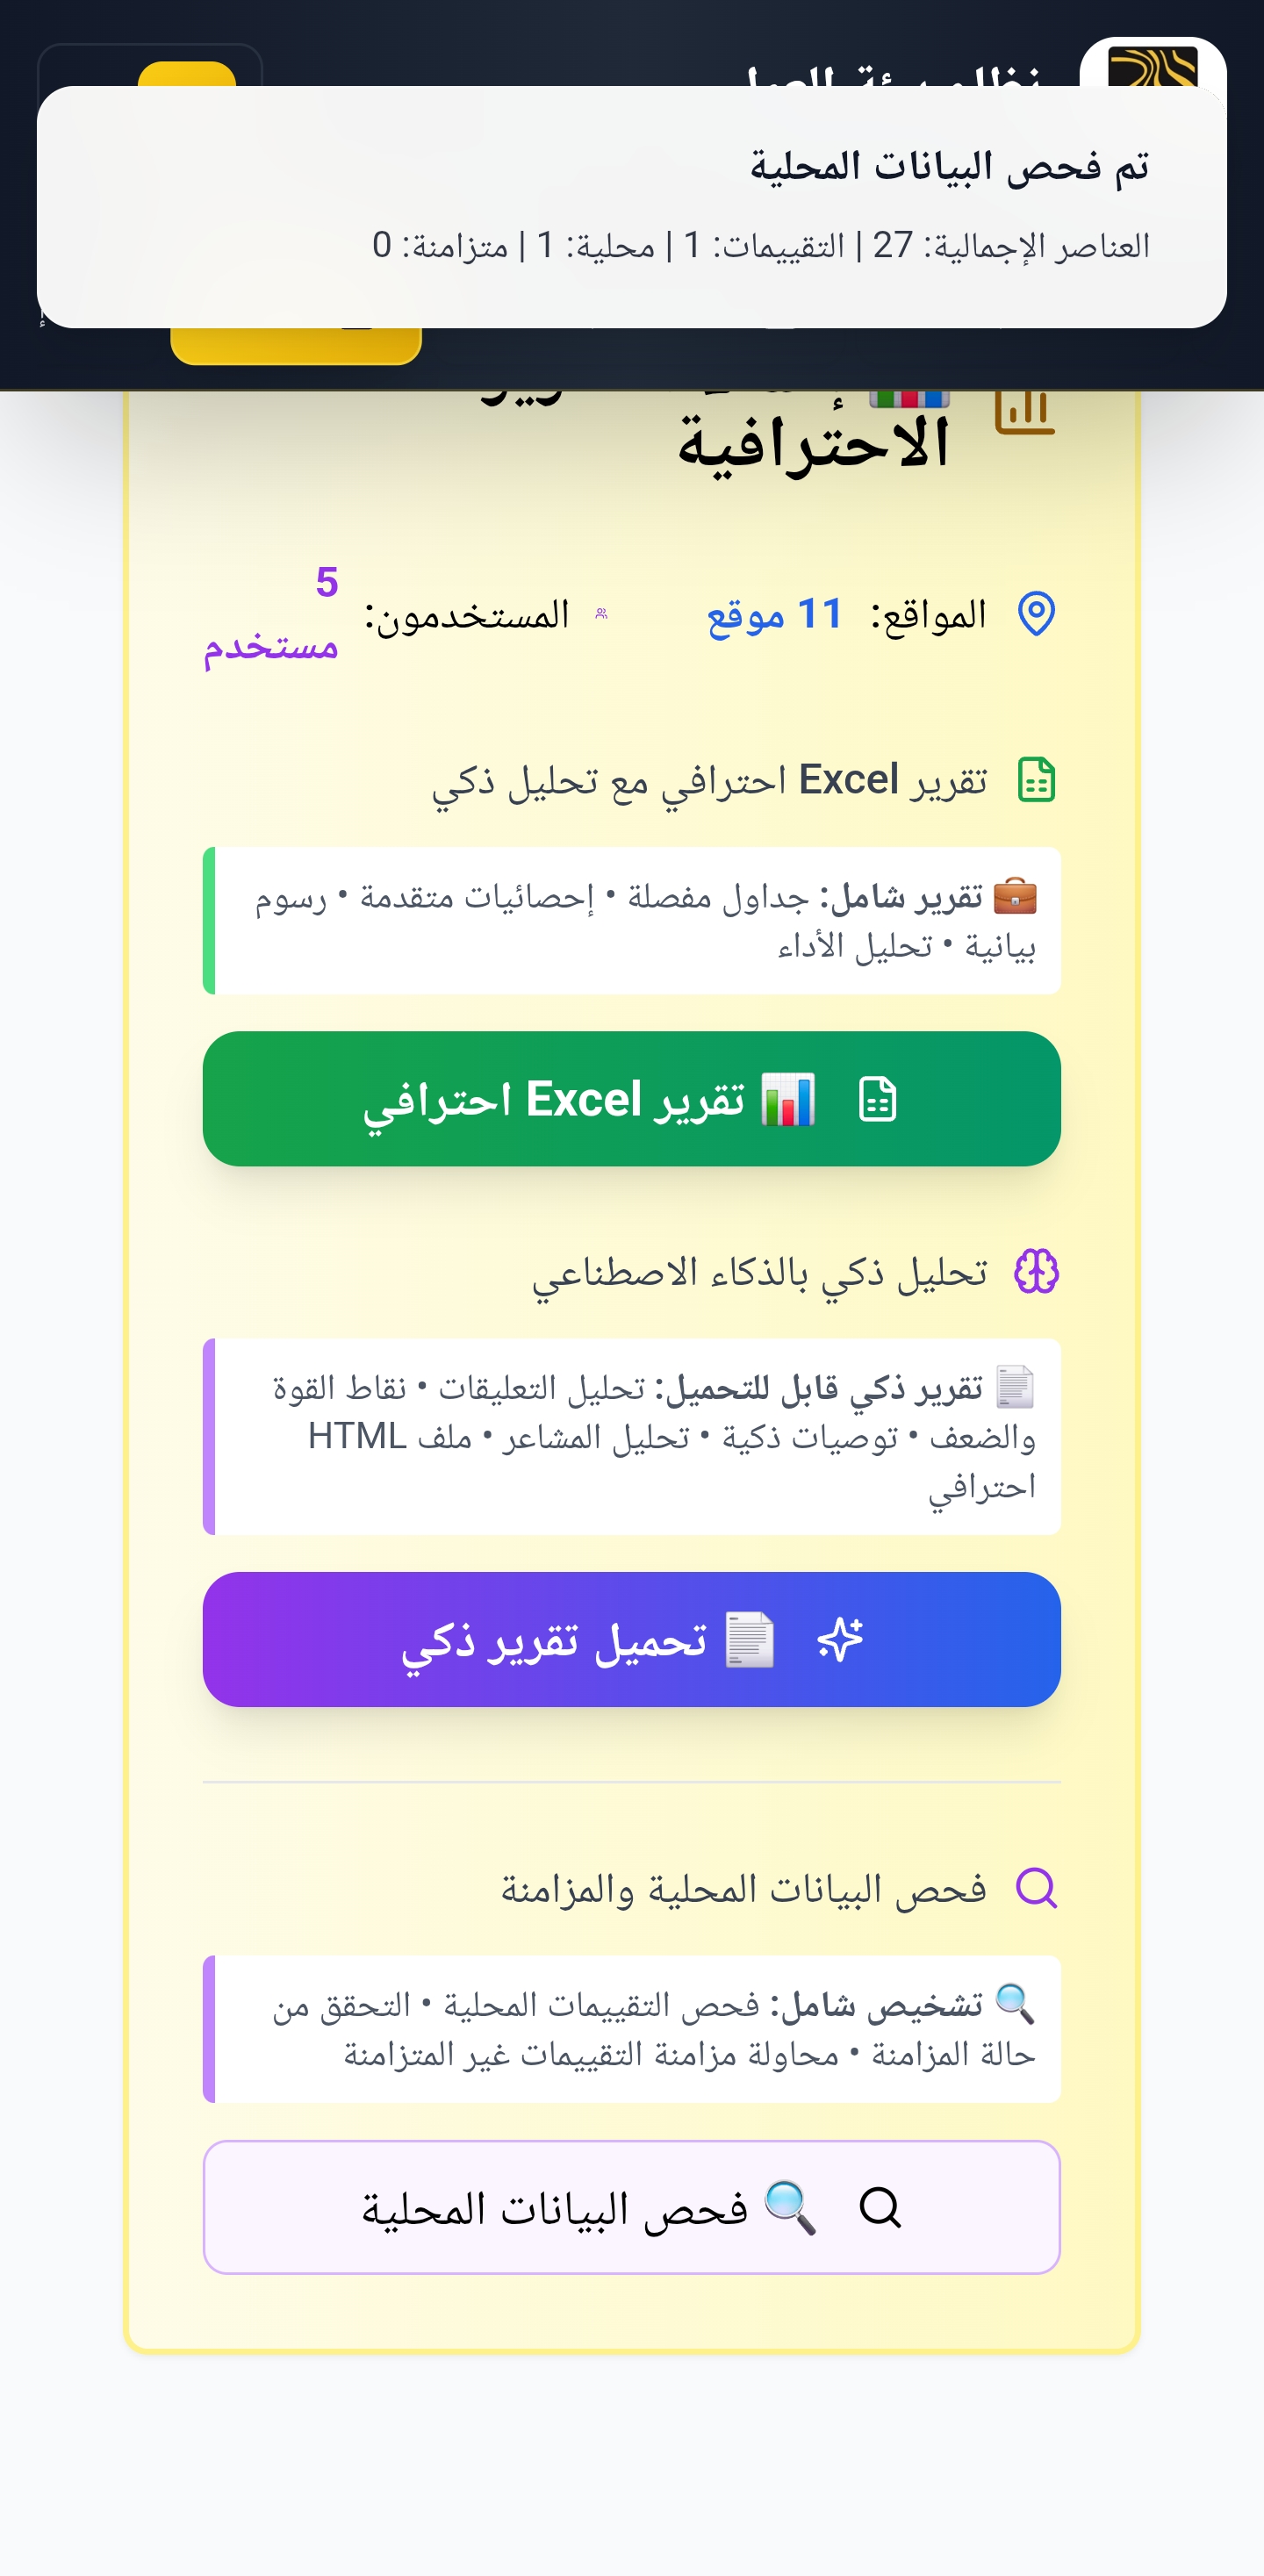 تم فحص البيانات المحلية
العناصر الإجمالية: 27 | التقييمات: 1 | محلية: 1 | متزامنة: 0
الاحترافية
المواقع: 11 موقع
المستخدمون: 5 مستخدم
تقرير Excel احترافي مع تحليل ذكي
تقرير شامل: جداول مفصلة • إحصائيات متقدمة • رسوم
بيانية • تحليل الأداء
تقرير Excel احترافي
تحليل ذكي بالذكاء الاصطناعي
تقرير ذكي قابل للتحميل: تحليل التعليقات • نقاط القوة
والضعف • توصيات ذكية • تحليل المشاعر • ملف HTML
احترافي
تحميل تقرير ذكي
فحص البيانات المحلية والمزامنة
تشخيص شامل: فحص التقييمات المحلية • التحقق من
حالة المزامنة • محاولة مزامنة التقييمات غير المتزامنة
فحص البيانات المحلية